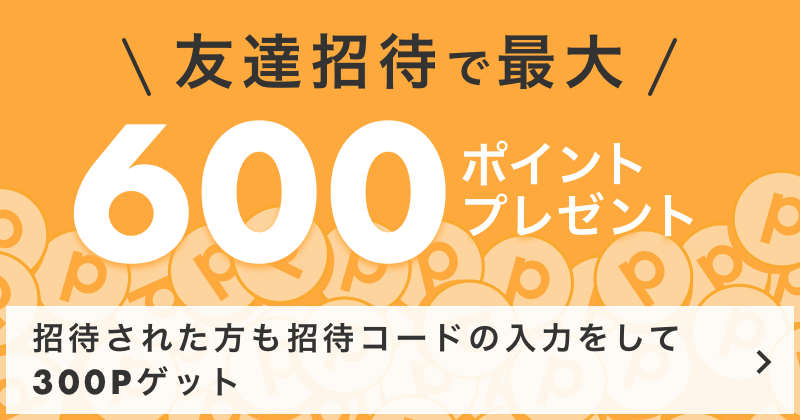 友達招待で最大
600
ポイント
プレゼント
招待された方も招待コードの入力をして
300Pゲット